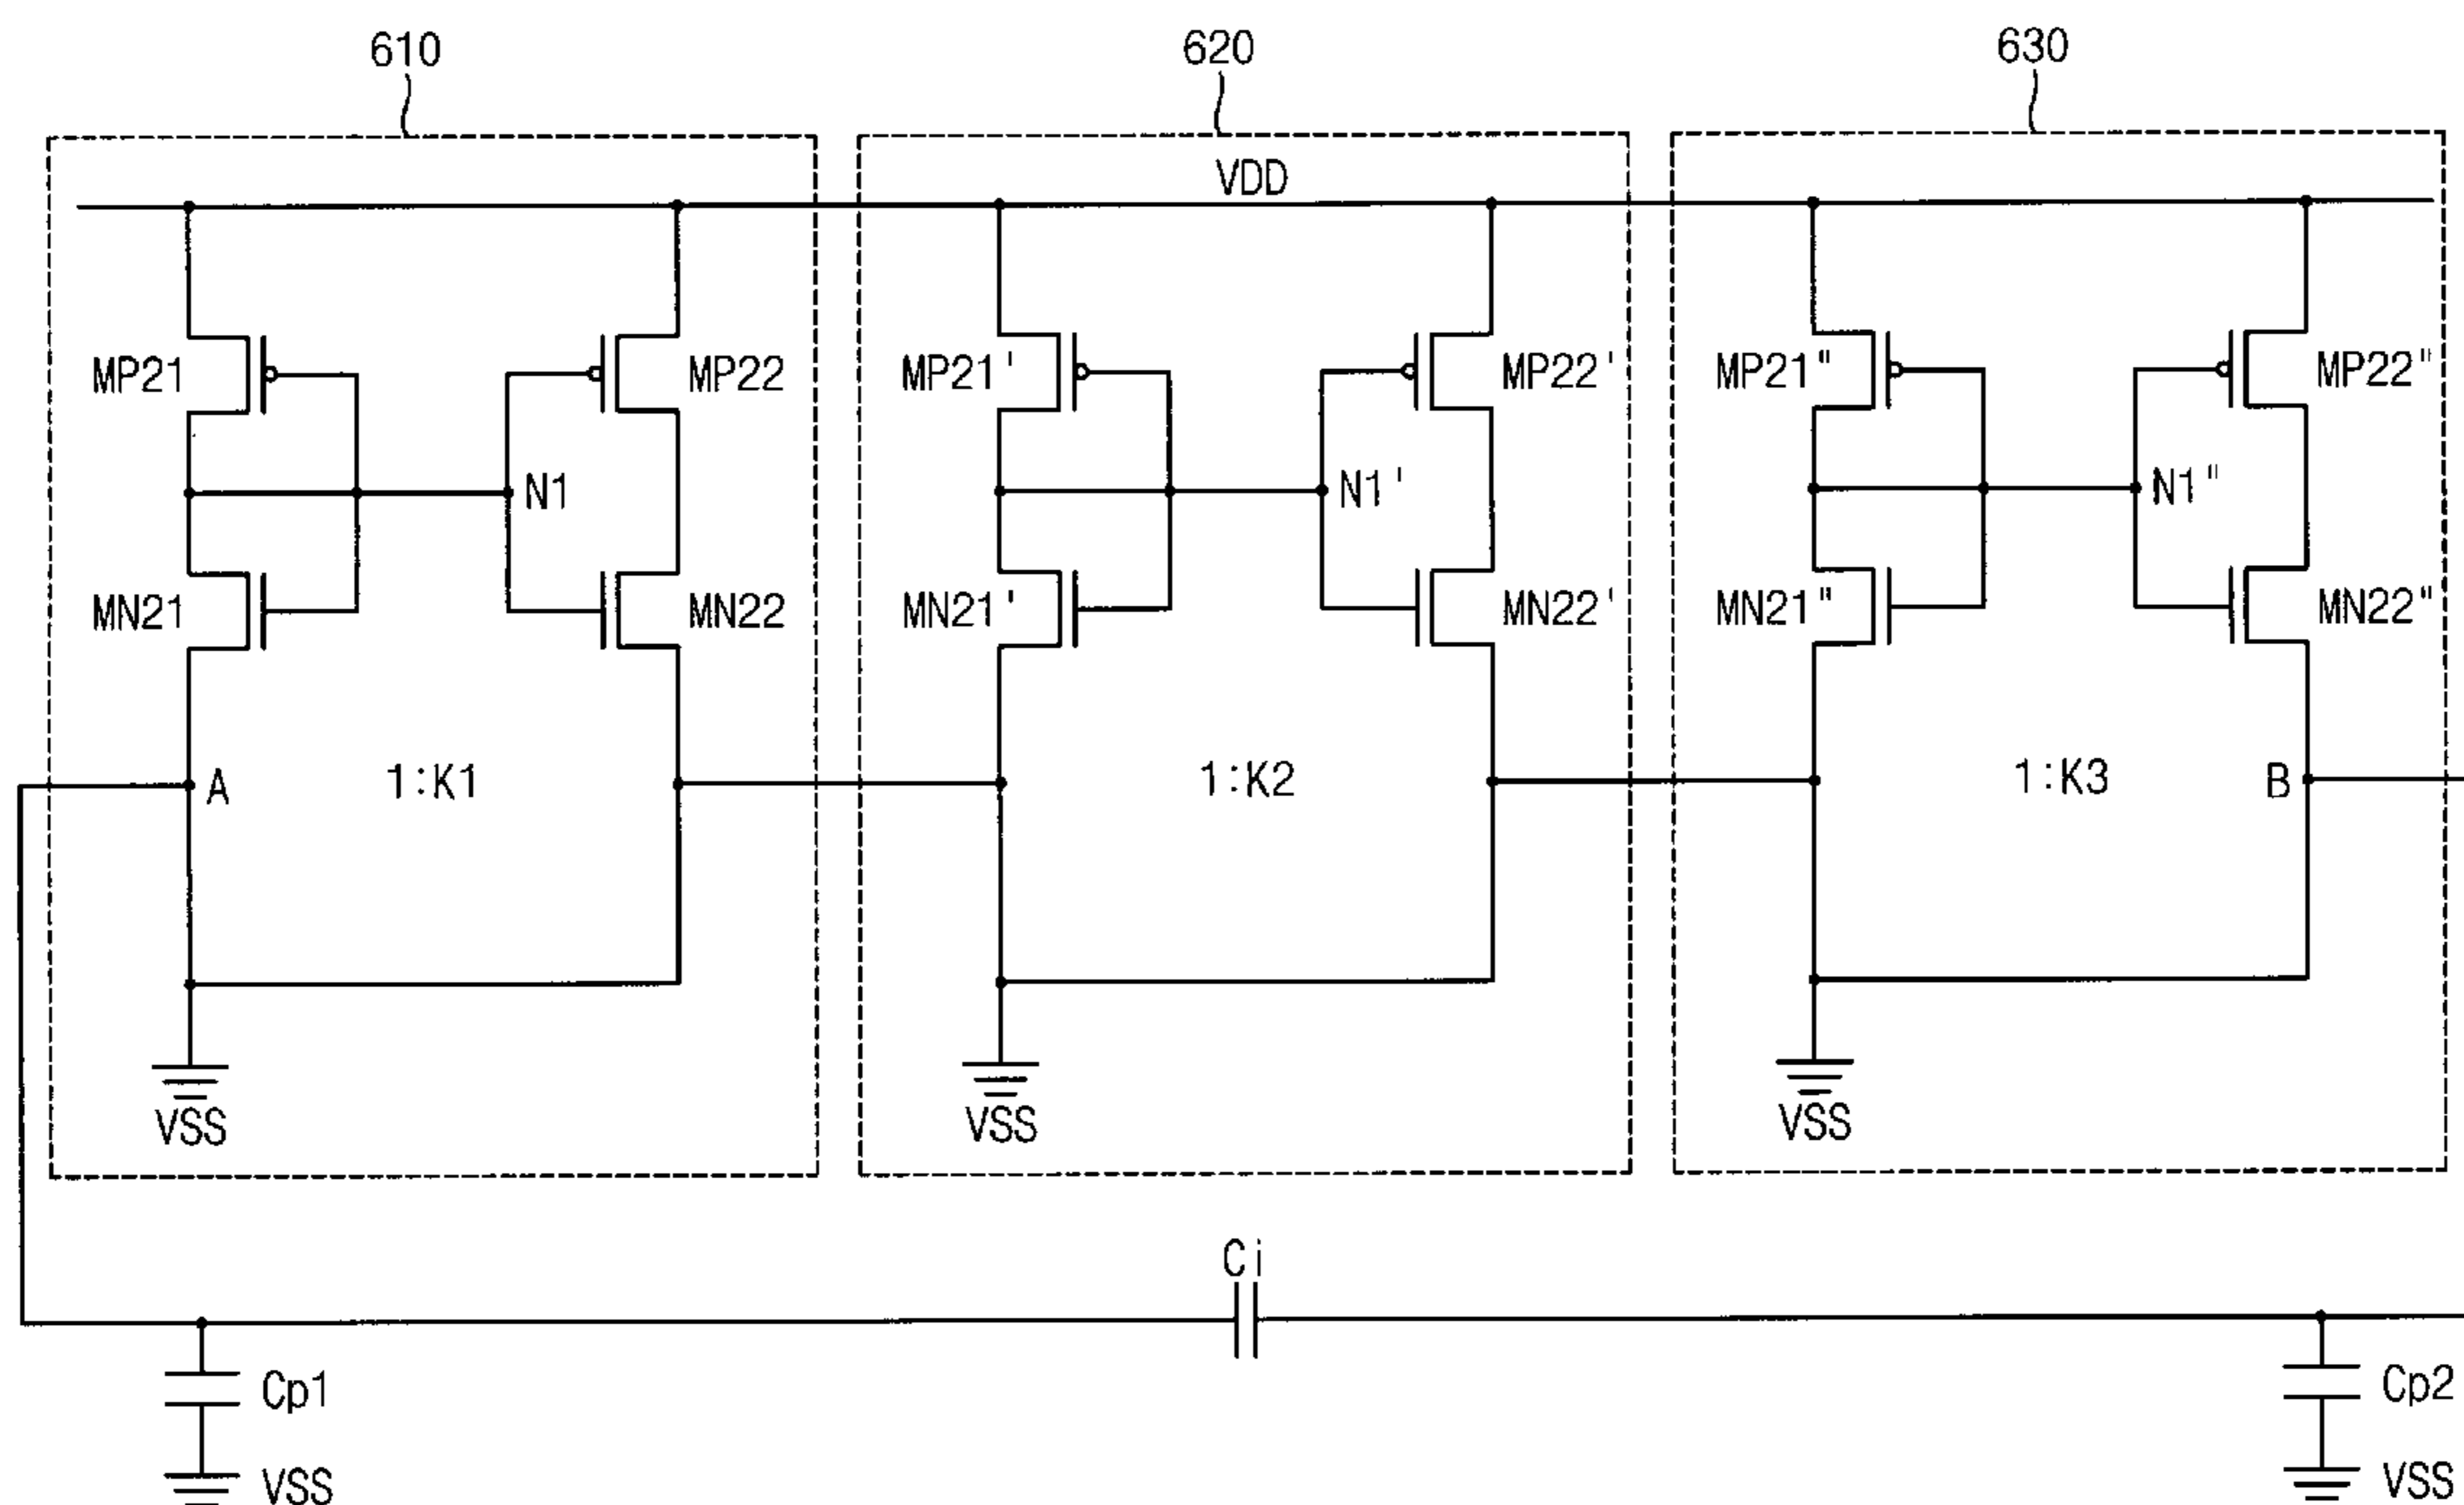 610
620
630
VDD
MP21
MP22
MP21'
MP22'
MP21"
MP22"
N1
N1'
N1"
MN21
MN22
MN21'
MN22'
MN21"
MN22"
A
1:K1
1:K2
1:K3
B
VSS
VSS
VSS
Ci
Cp1
Cp2
VSS
VSS